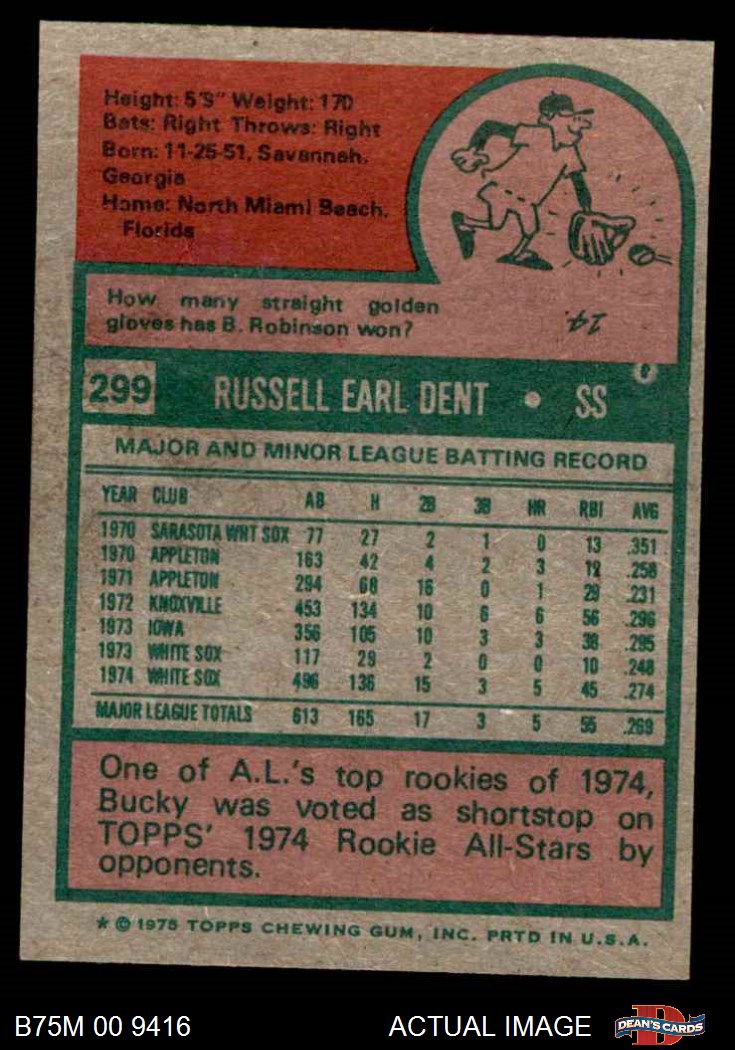 Height: 5'9" Weight: 170
Bats: Right Throws: Right
Born: 11-25-51, Savannah,
Georgia
Home: North Miami Beach,
Florida
How many straight golden
gloves has B. Robinson won?
14.
299 RUSSELL EARL DENT • SS
MAJOR AND MINOR LEAGUE BATTING RECORD
YEAR CLUB AB H 2B 3B HR RBI AVG
1970 SARASOTA WHT SOX 77 27 2 1 0 13 .351
1970 APPLETON 163 42 4 2 3 19 .258
1971 APPLETON 294 68 16 0 1 29 .231
1972 KNOXVILLE 453 134 10 6 6 56 .296
1973 IOWA 356 105 10 3 3 38 .295
1973 WHITE SOX 117 29 2 0 0 10 .248
1974 WHITE SOX 496 136 15 3 5 45 .274
MAJOR LEAGUE TOTALS 613 165 17 3 5 55 .269
One of A.L.'s top rookies of 1974,
Bucky was voted as shortstop on
TOPPS' 1974 Rookie All-Stars by
opponents.
* © 1975 TOPPS CHEWING GUM, INC. PRTD IN U.S.A.
B75M 00 9416 ACTUAL IMAGE DEAN'S CARDS